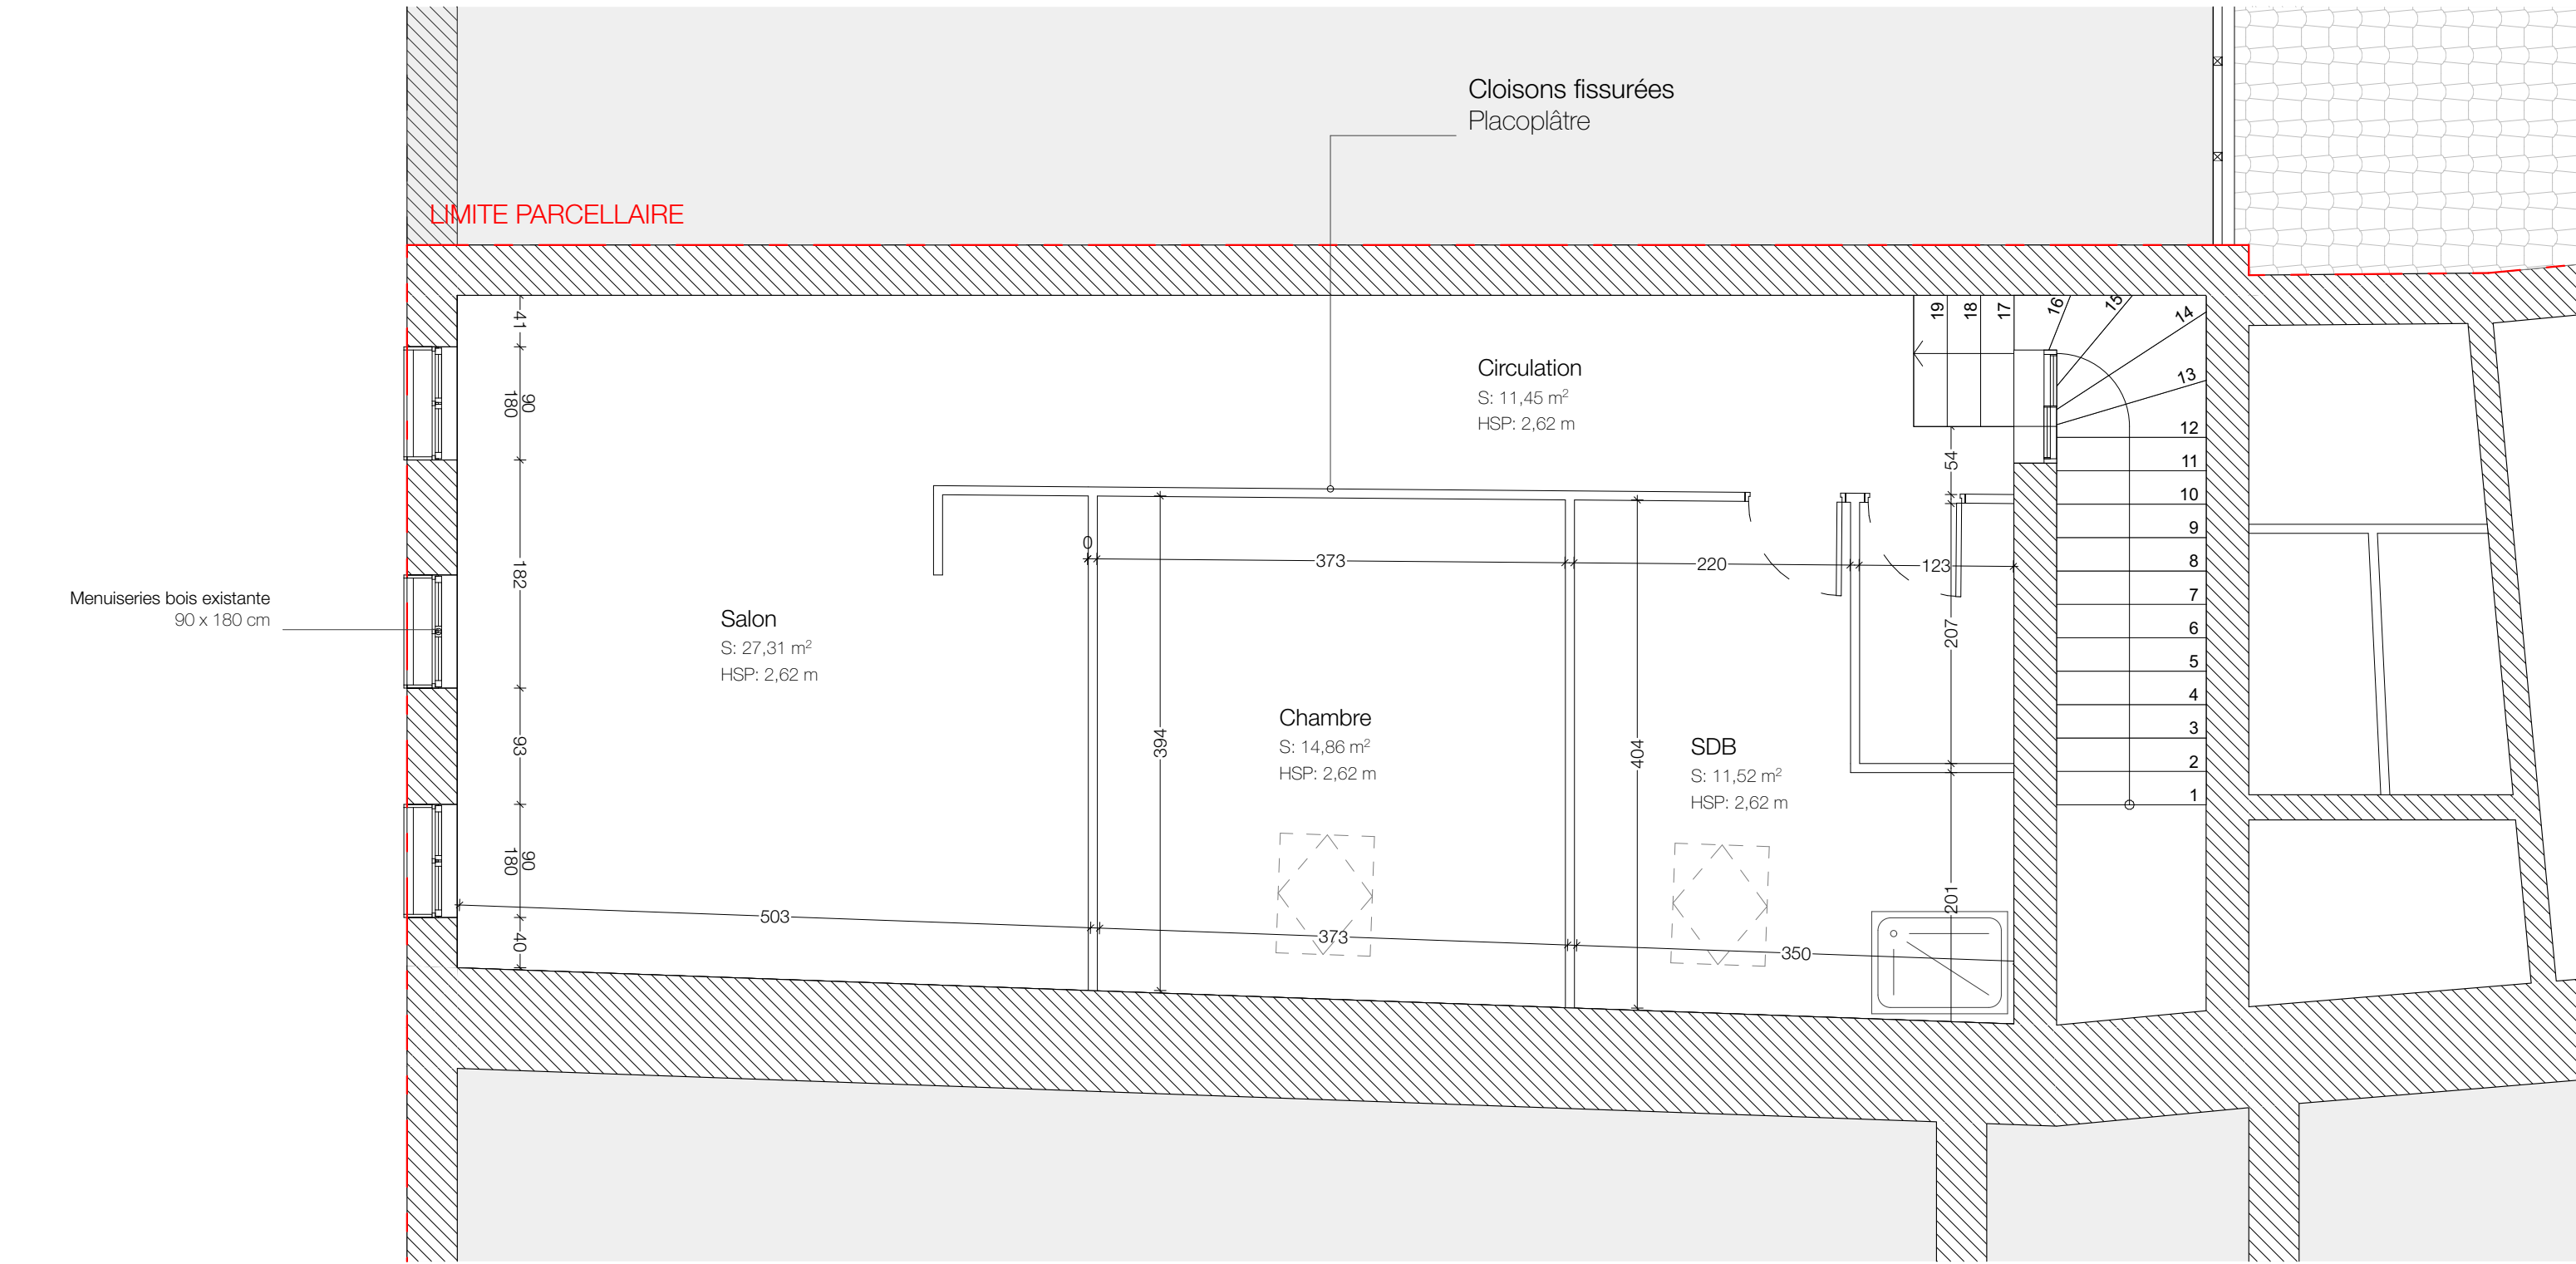 Cloisons fissurées
Placoplâtre
LIMITE PARCELLAIRE
41
90
180
182
93
90
180
40
Menuiseries bois existante
90 x 180 cm
Circulation
S: 11,45 m²
HSP: 2,62 m
19
18
17
16
15
14
13
12
11
10
9
8
7
6
5
4
3
2
1
54
0
373
220
123
207
Salon
S: 27,31 m²
HSP: 2,62 m
394
Chambre
S: 14,86 m²
HSP: 2,62 m
404
SDB
S: 11,52 m²
HSP: 2,62 m
201
503
373
350